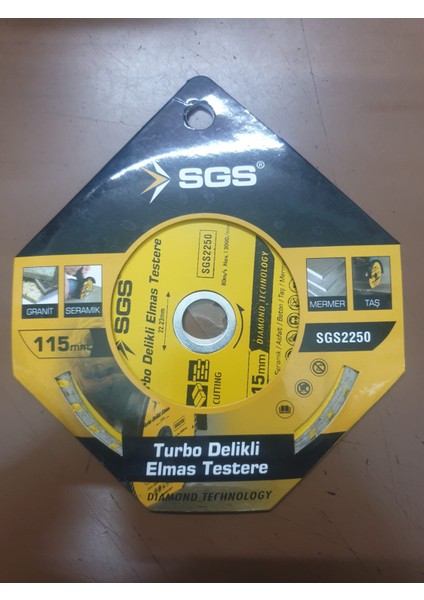 SGS®
SGS
Turbo Delikli Elmas Testere
22.23mm
SGS2250
80m/s
DIAMOND TECHNOLOGY
CUTTING
GRANİT
SERAMİK
MERMER
TAŞ
115mm
SGS2250
Turbo Delikli
Elmas Testere
DIAMOND TECHNOLOGY